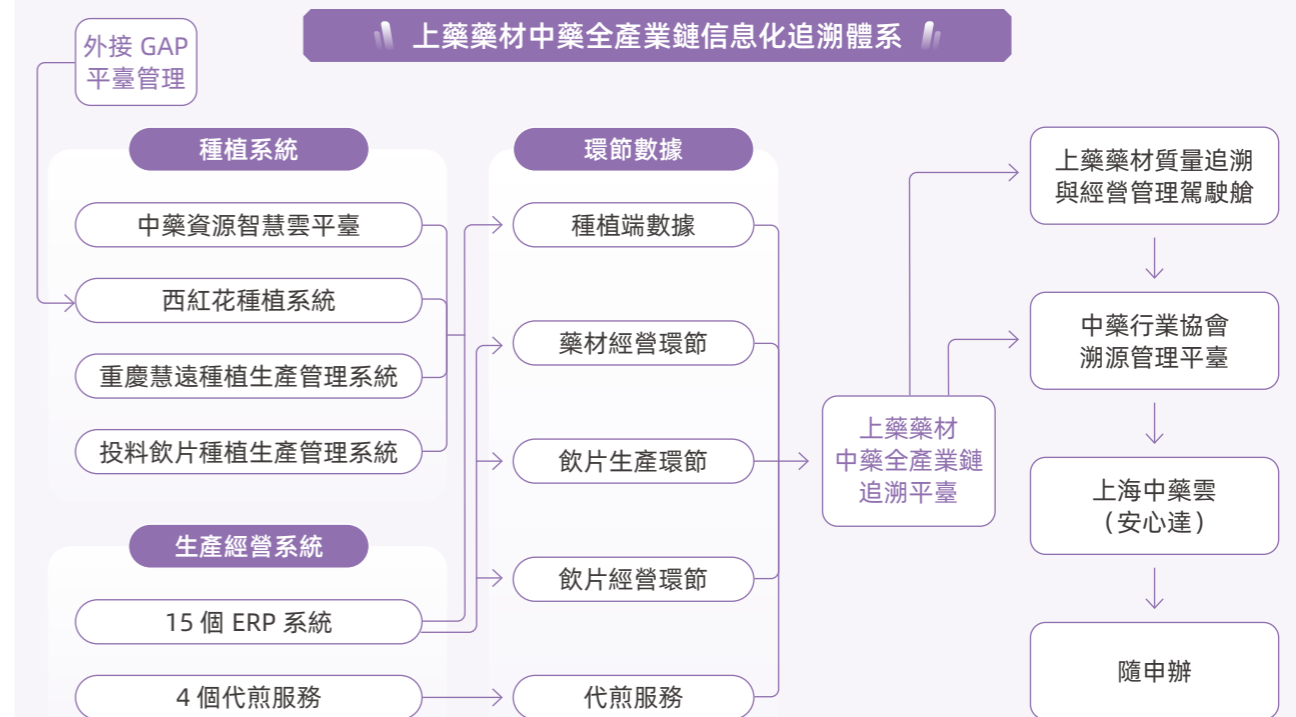 上藥藥材中藥全產業鏈信息化追溯體系
外接 GAP
平臺管理
種植系統
中藥資源智慧雲平臺
西紅花種植系統
重慶慧遠種植生產管理系統
投料飲片種植生產管理系統
生產經營系統
15 個 ERP 系統
4 個代煎服務
環節數據
種植端數據
藥材經營環節
飲片生產環節
飲片經營環節
代煎服務
上藥藥材
中藥全產業鏈
追溯平臺
上藥藥材質量追溯
與經營管理駕駛艙
中藥行業協會
溯源管理平臺
上海中藥雲
（安心達）
隨申辦